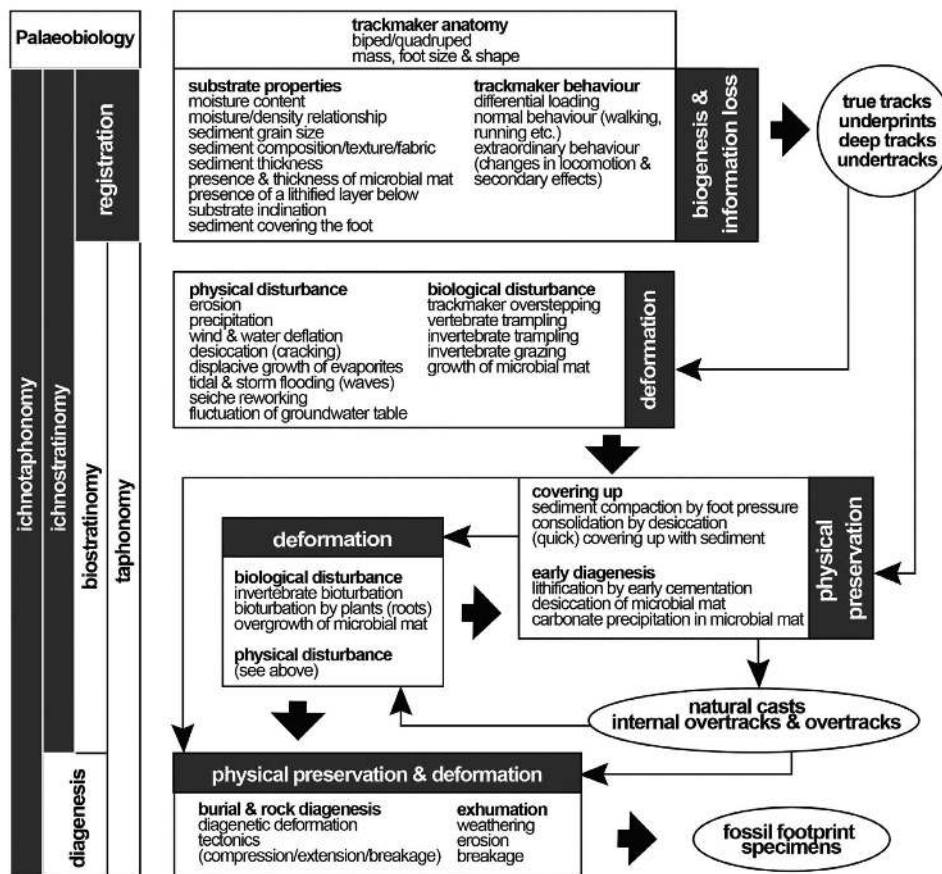 Palaeobiology
trackmaker anatomy
biped/quadruped
mass, foot size & shape
registration
substrate properties
moisture content
moisture/density relationship
sediment grain size
sediment composition/texture/fabric
sediment thickness
presence & thickness of microbial mat
presence of a lithified layer below
substrate inclination
sediment covering the foot
trackmaker behaviour
differential loading
normal behaviour (walking,
running etc.)
extraordinary behaviour
(changes in locomotion &
secondary effects)
biogenesis &
information loss
true tracks
underprints
deep tracks
undertracks
ichnotaphonomy
ichnostratinomy
biostratinomy
taphonomy
physical disturbance
erosion
precipitation
wind & water deflation
desiccation (cracking)
displacive growth of evaporites
tidal & storm flooding (waves)
seiche reworking
fluctuation of groundwater table
biological disturbance
trackmaker overstepping
vertebrate trampling
invertebrate trampling
invertebrate grazing
growth of microbial mat
deformation
covering up
sediment compaction by foot pressure
consolidation by desiccation
(quick) covering up with sediment
early diagenesis
lithification by early cementation
desiccation of microbial mat
carbonate precipitation in microbial mat
physical
preservation
deformation
biological disturbance
invertebrate bioturbation
bioturbation by plants (roots)
overgrowth of microbial mat
physical disturbance
(see above)
natural casts
internal overtracks & overtracks
diagenesis
physical preservation & deformation
burial & rock diagenesis
diagenetic deformation
tectonics
(compression/extension/breakage)
exhumation
weathering
erosion
breakage
fossil footprint
specimens